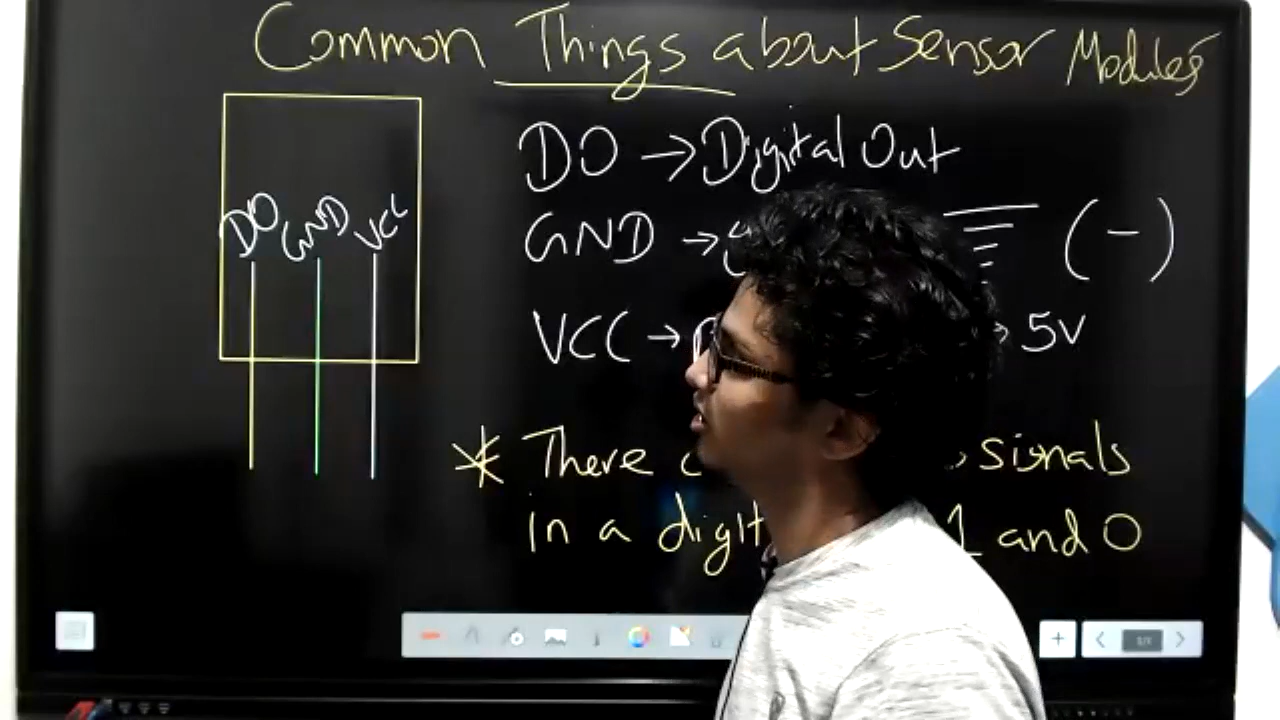 Common Things about Sensor Modules
DO GND VCC
DO → Digital Out
GND → (-)
VCC → → 5V
* There signals
in a 1 and 0